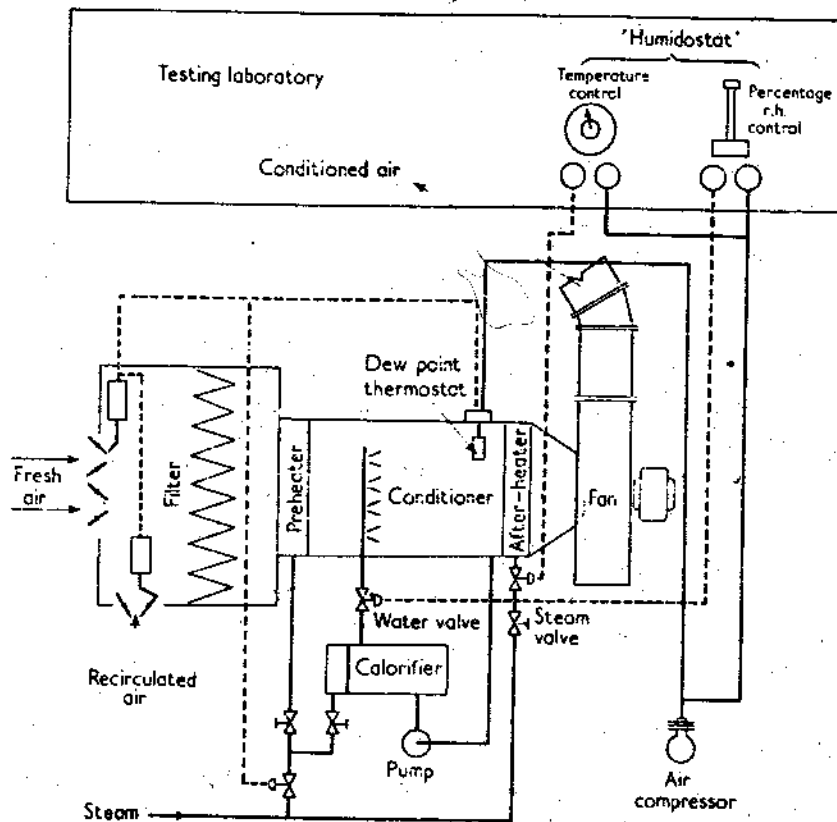 'Humidostat'
Testing laboratory
Temperature
control
Percentage
r.h.
control
Conditioned air
Dew point
thermostat
Fresh
air
Filter
Preheater
Conditioner
After-heater
Fan
Water valve
Steam
valve
Calorifier
Recirculated
air
Pump
Air
compressor
Steam